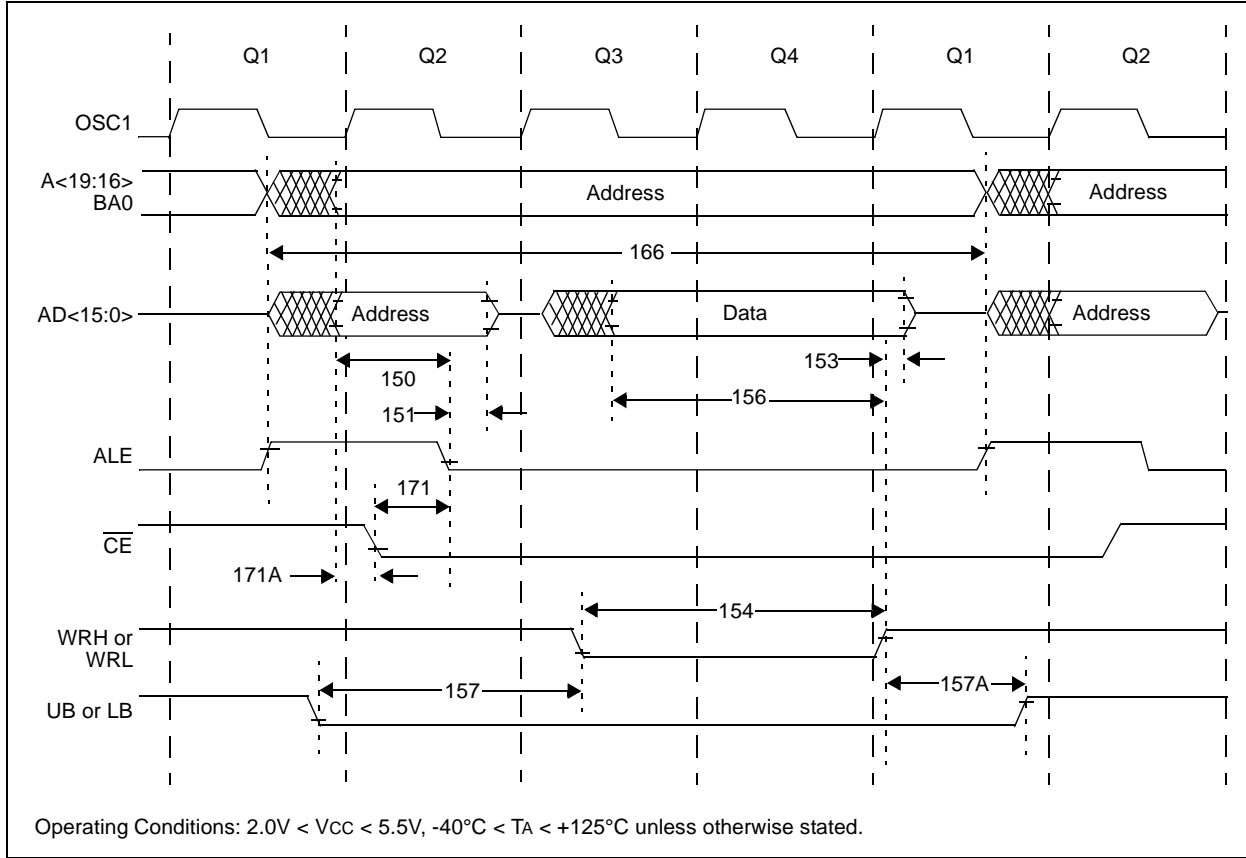 Q1 Q2 Q3 Q4 Q1 Q2
OSC1
A<19:16>
BA0
Address Address
166
AD<15:0>
Address Data Address
150
153
151
156
ALE
171
CE
171A
154
WRH or
WRL
157
157A
UB or LB
Operating Conditions: 2.0V < VCC < 5.5V, -40°C < TA < +125°C unless otherwise stated.